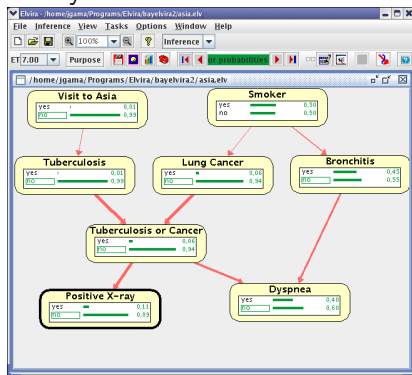 Elvira - /home/jgama/Programs/Elvira/bayelvira2/asia.elv
File Inference View Tasks Options Window Help
100% Inference
ET 7.00 Purpose or probabilities
/home/jgama/Programs/Elvira/bayelvira2/asia.elv
Visit to Asia
yes 0,01
no 0,99
Smoker
yes 0,50
no 0,50
Tuberculosis
yes 0,01
no 0,99
Lung Cancer
yes 0,06
no 0,94
Bronchitis
yes 0,45
no 0,55
Tuberculosis or Cancer
yes 0,06
no 0,94
Positive X-ray
yes 0,11
no 0,89
Dyspnea
yes 0,40
no 0,60